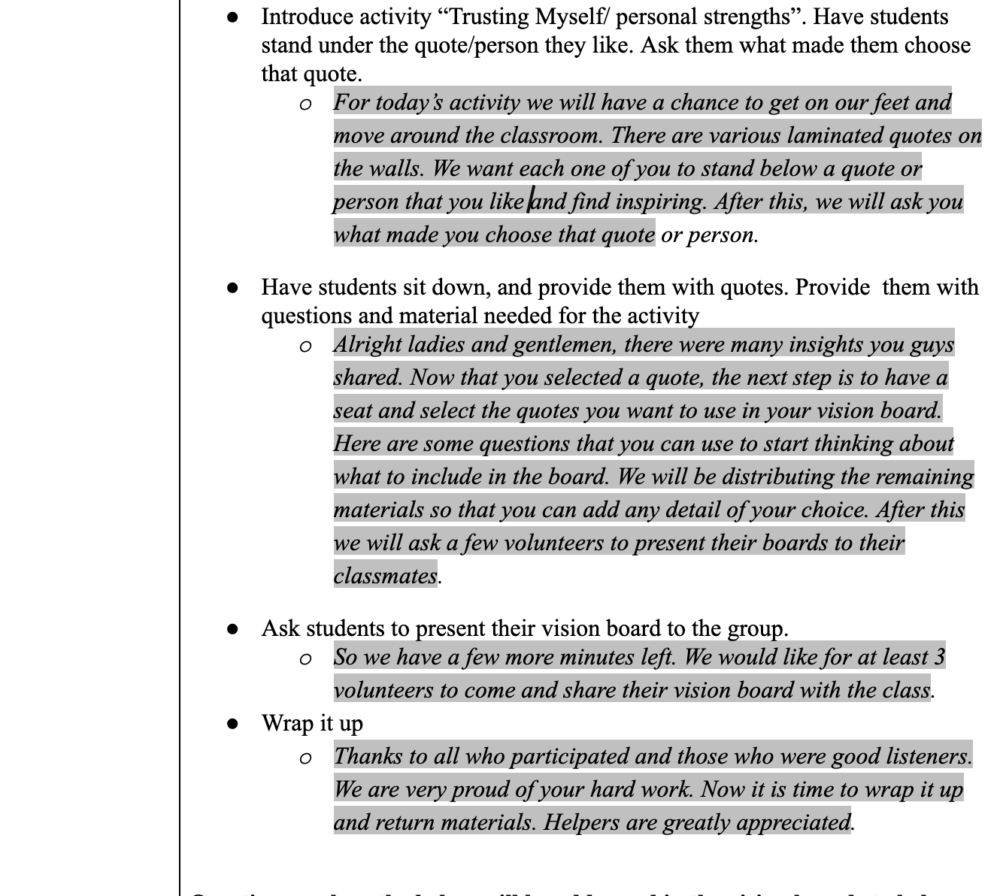 ● Introduce activity “Trusting Myself/ personal strengths”. Have students
stand under the quote/person they like. Ask them what made them choose
that quote.
○ For today’s activity we will have a chance to get on our feet and
move around the classroom. There are various laminated quotes on
the walls. We want each one of you to stand below a quote or
person that you like and find inspiring. After this, we will ask you
what made you choose that quote or person.
● Have students sit down, and provide them with quotes. Provide  them with
questions and material needed for the activity
○ Alright ladies and gentlemen, there were many insights you guys
shared. Now that you selected a quote, the next step is to have a
seat and select the quotes you want to use in your vision board.
Here are some questions that you can use to start thinking about
what to include in the board. We will be distributing the remaining
materials so that you can add any detail of your choice. After this
we will ask a few volunteers to present their boards to their
classmates.
● Ask students to present their vision board to the group.
○ So we have a few more minutes left. We would like for at least 3
volunteers to come and share their vision board with the class.
● Wrap it up
○ Thanks to all who participated and those who were good listeners.
We are very proud of your hard work. Now it is time to wrap it up
and return materials. Helpers are greatly appreciated.